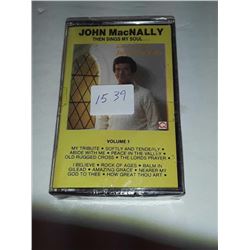 JOHN MacNALLY
THEN SINGS MY SOUL...
15 39
VOLUME 1
MY TRIBUTE • SOFTLY AND TENDERLY
ABIDE WITH ME • PEACE IN THE VALLEY
OLD RUGGED CROSS • THE LORDS PRAYER •
I BELIEVE • ROCK OF AGES • BALM IN
GILEAD • AMAZING GRACE • NEARER MY
GOD TO THEE • HOW GREAT THOU ART •